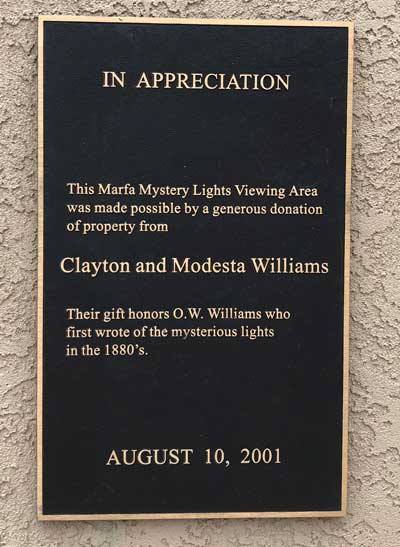 IN APPRECIATION
This Marfa Mystery Lights Viewing Area
was made possible by a generous donation
of property from
Clayton and Modesta Williams
Their gift honors O.W. Williams who
first wrote of the mysterious lights
in the 1880's.
AUGUST 10, 2001